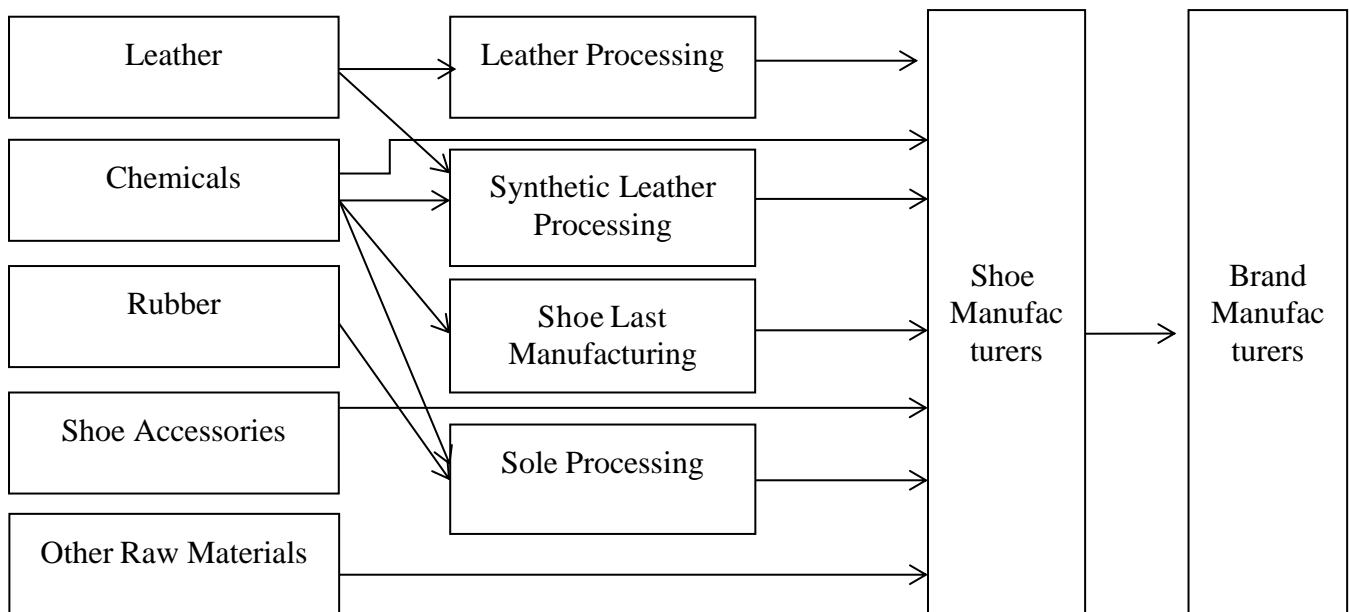 Leather
Chemicals
Rubber
Shoe Accessories
Other Raw Materials
Leather Processing
Synthetic Leather
Processing
Shoe Last
Manufacturing
Sole Processing
Shoe
Manufac
turers
Brand
Manufac
turers